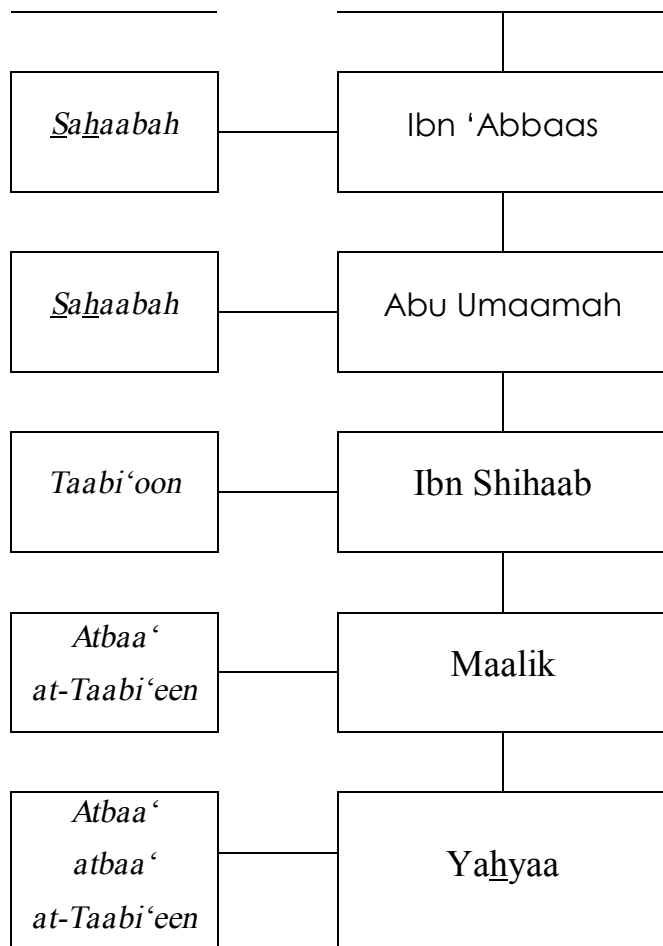 Sahaabah
Ibn ‘Abbaas
Sahaabah
Abu Umaamah
Taabi‘oon
Ibn Shihaab
Atbaa‘
at-Taabi‘een
Maalik
Atbaa‘
atbaa‘
at-Taabi‘een
Yahyaa